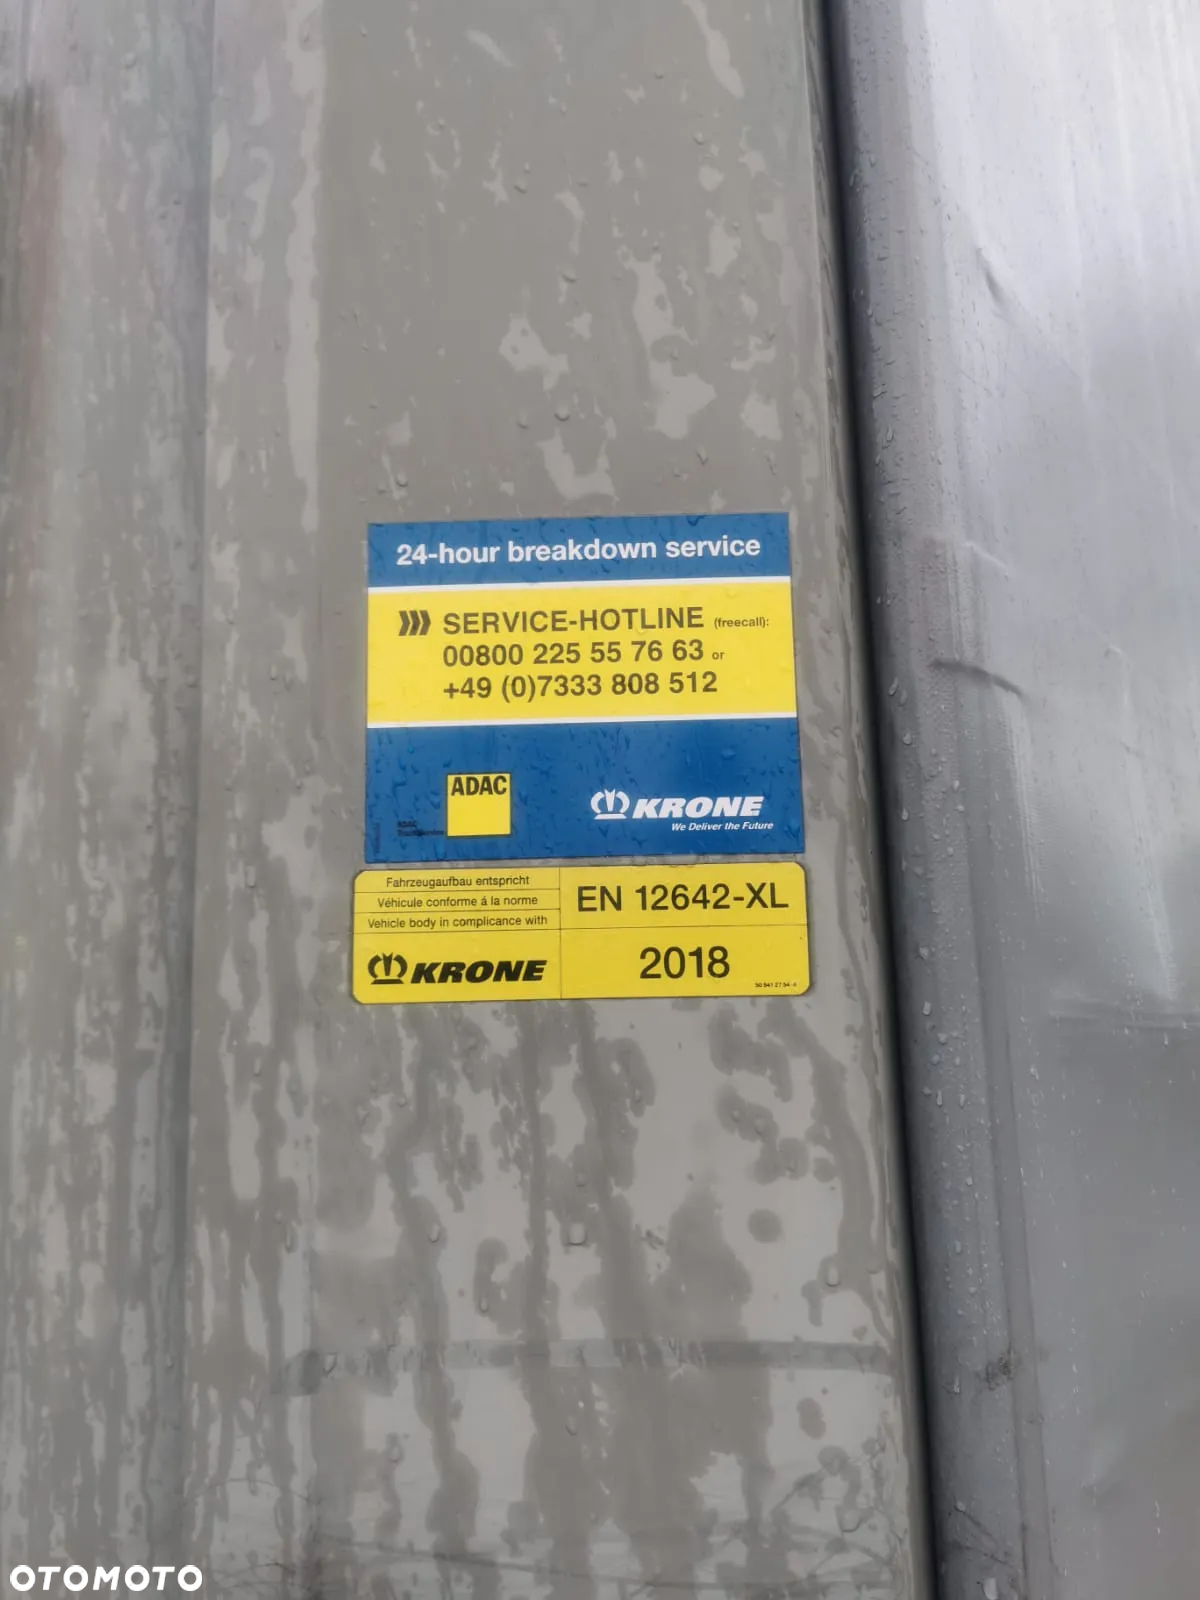 24-hour breakdown service
SERVICE-HOTLINE (freecall):
00800 225 55 76 63 or
+49 (0)7333 808 512
ADAC
ADAC
KRONE
We Deliver the Future
Fahrzeugaufbau entspricht
Véhicule conforme á la norme
Vehicle body in complicance with
EN 12642-XL
KRONE
2018
OTOMOTO